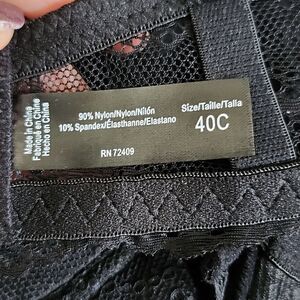 Made in China
Fabriqué en Chine
Hecho en China
90% Nylon/Nylon/Nilón
10% Spandex/Élasthanne/Elastano
RN 72409
Size/Taille/Talla
40C